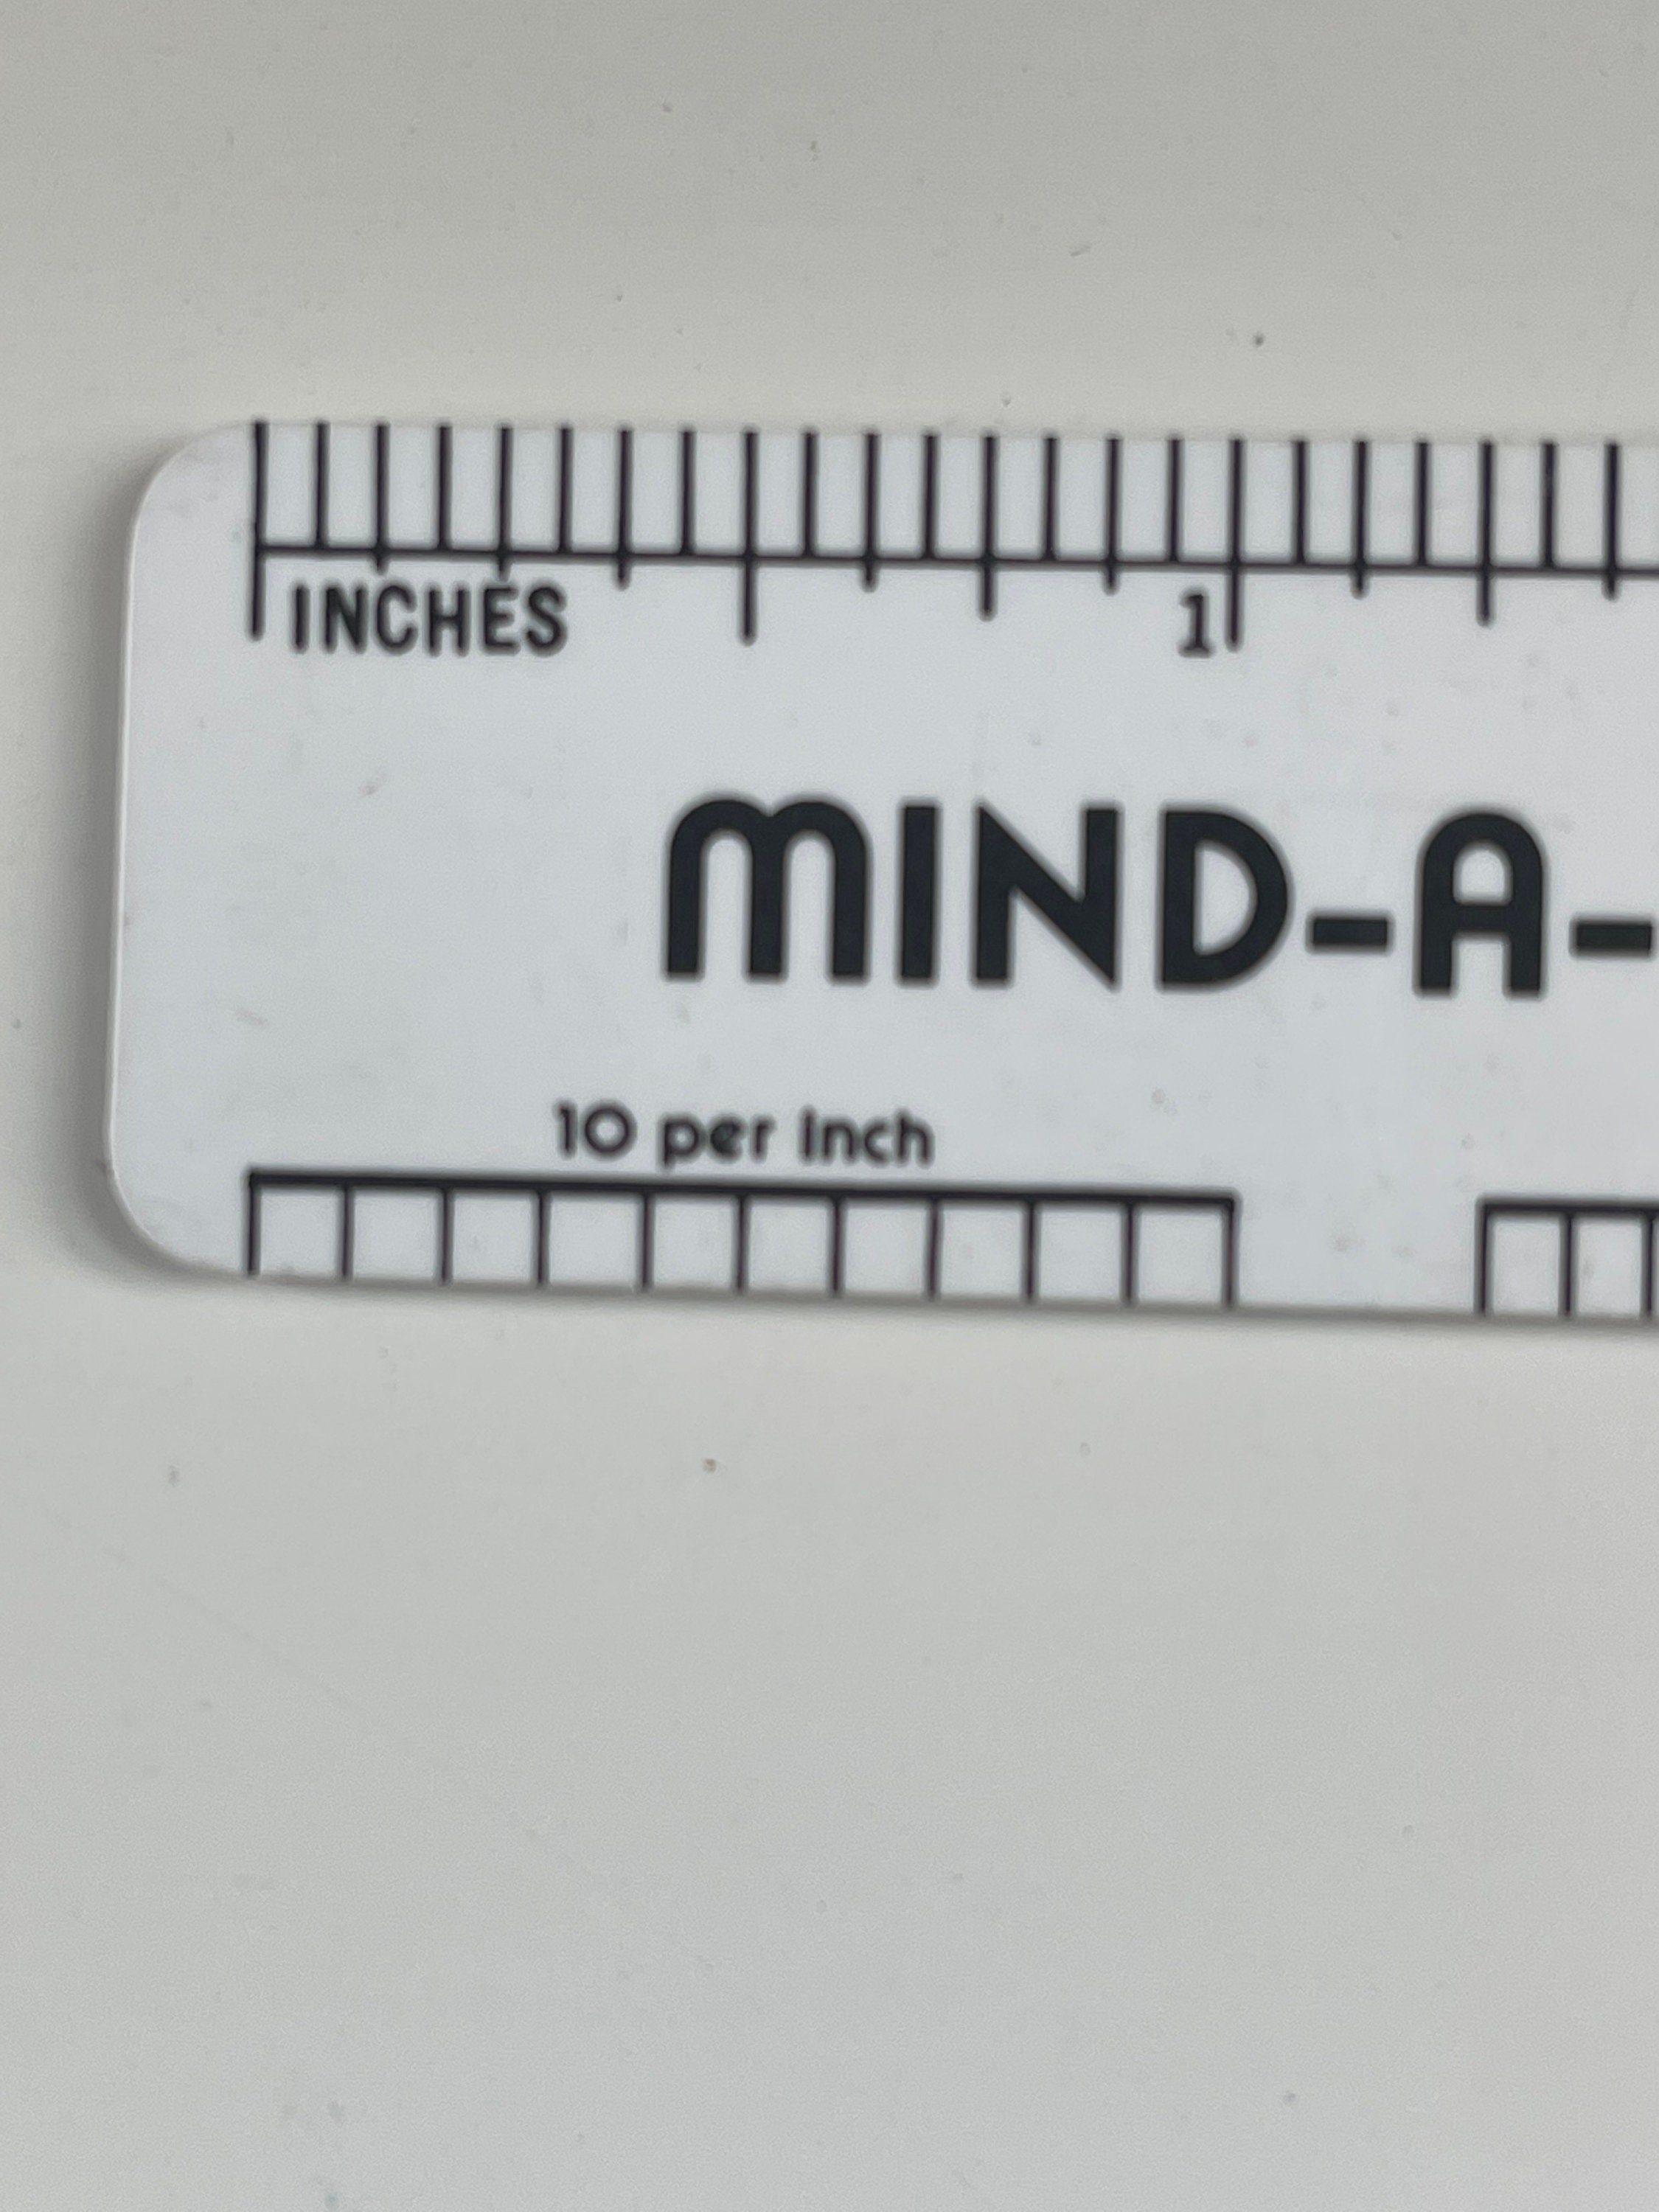 INCHES 1
MIND-A-
10 per inch